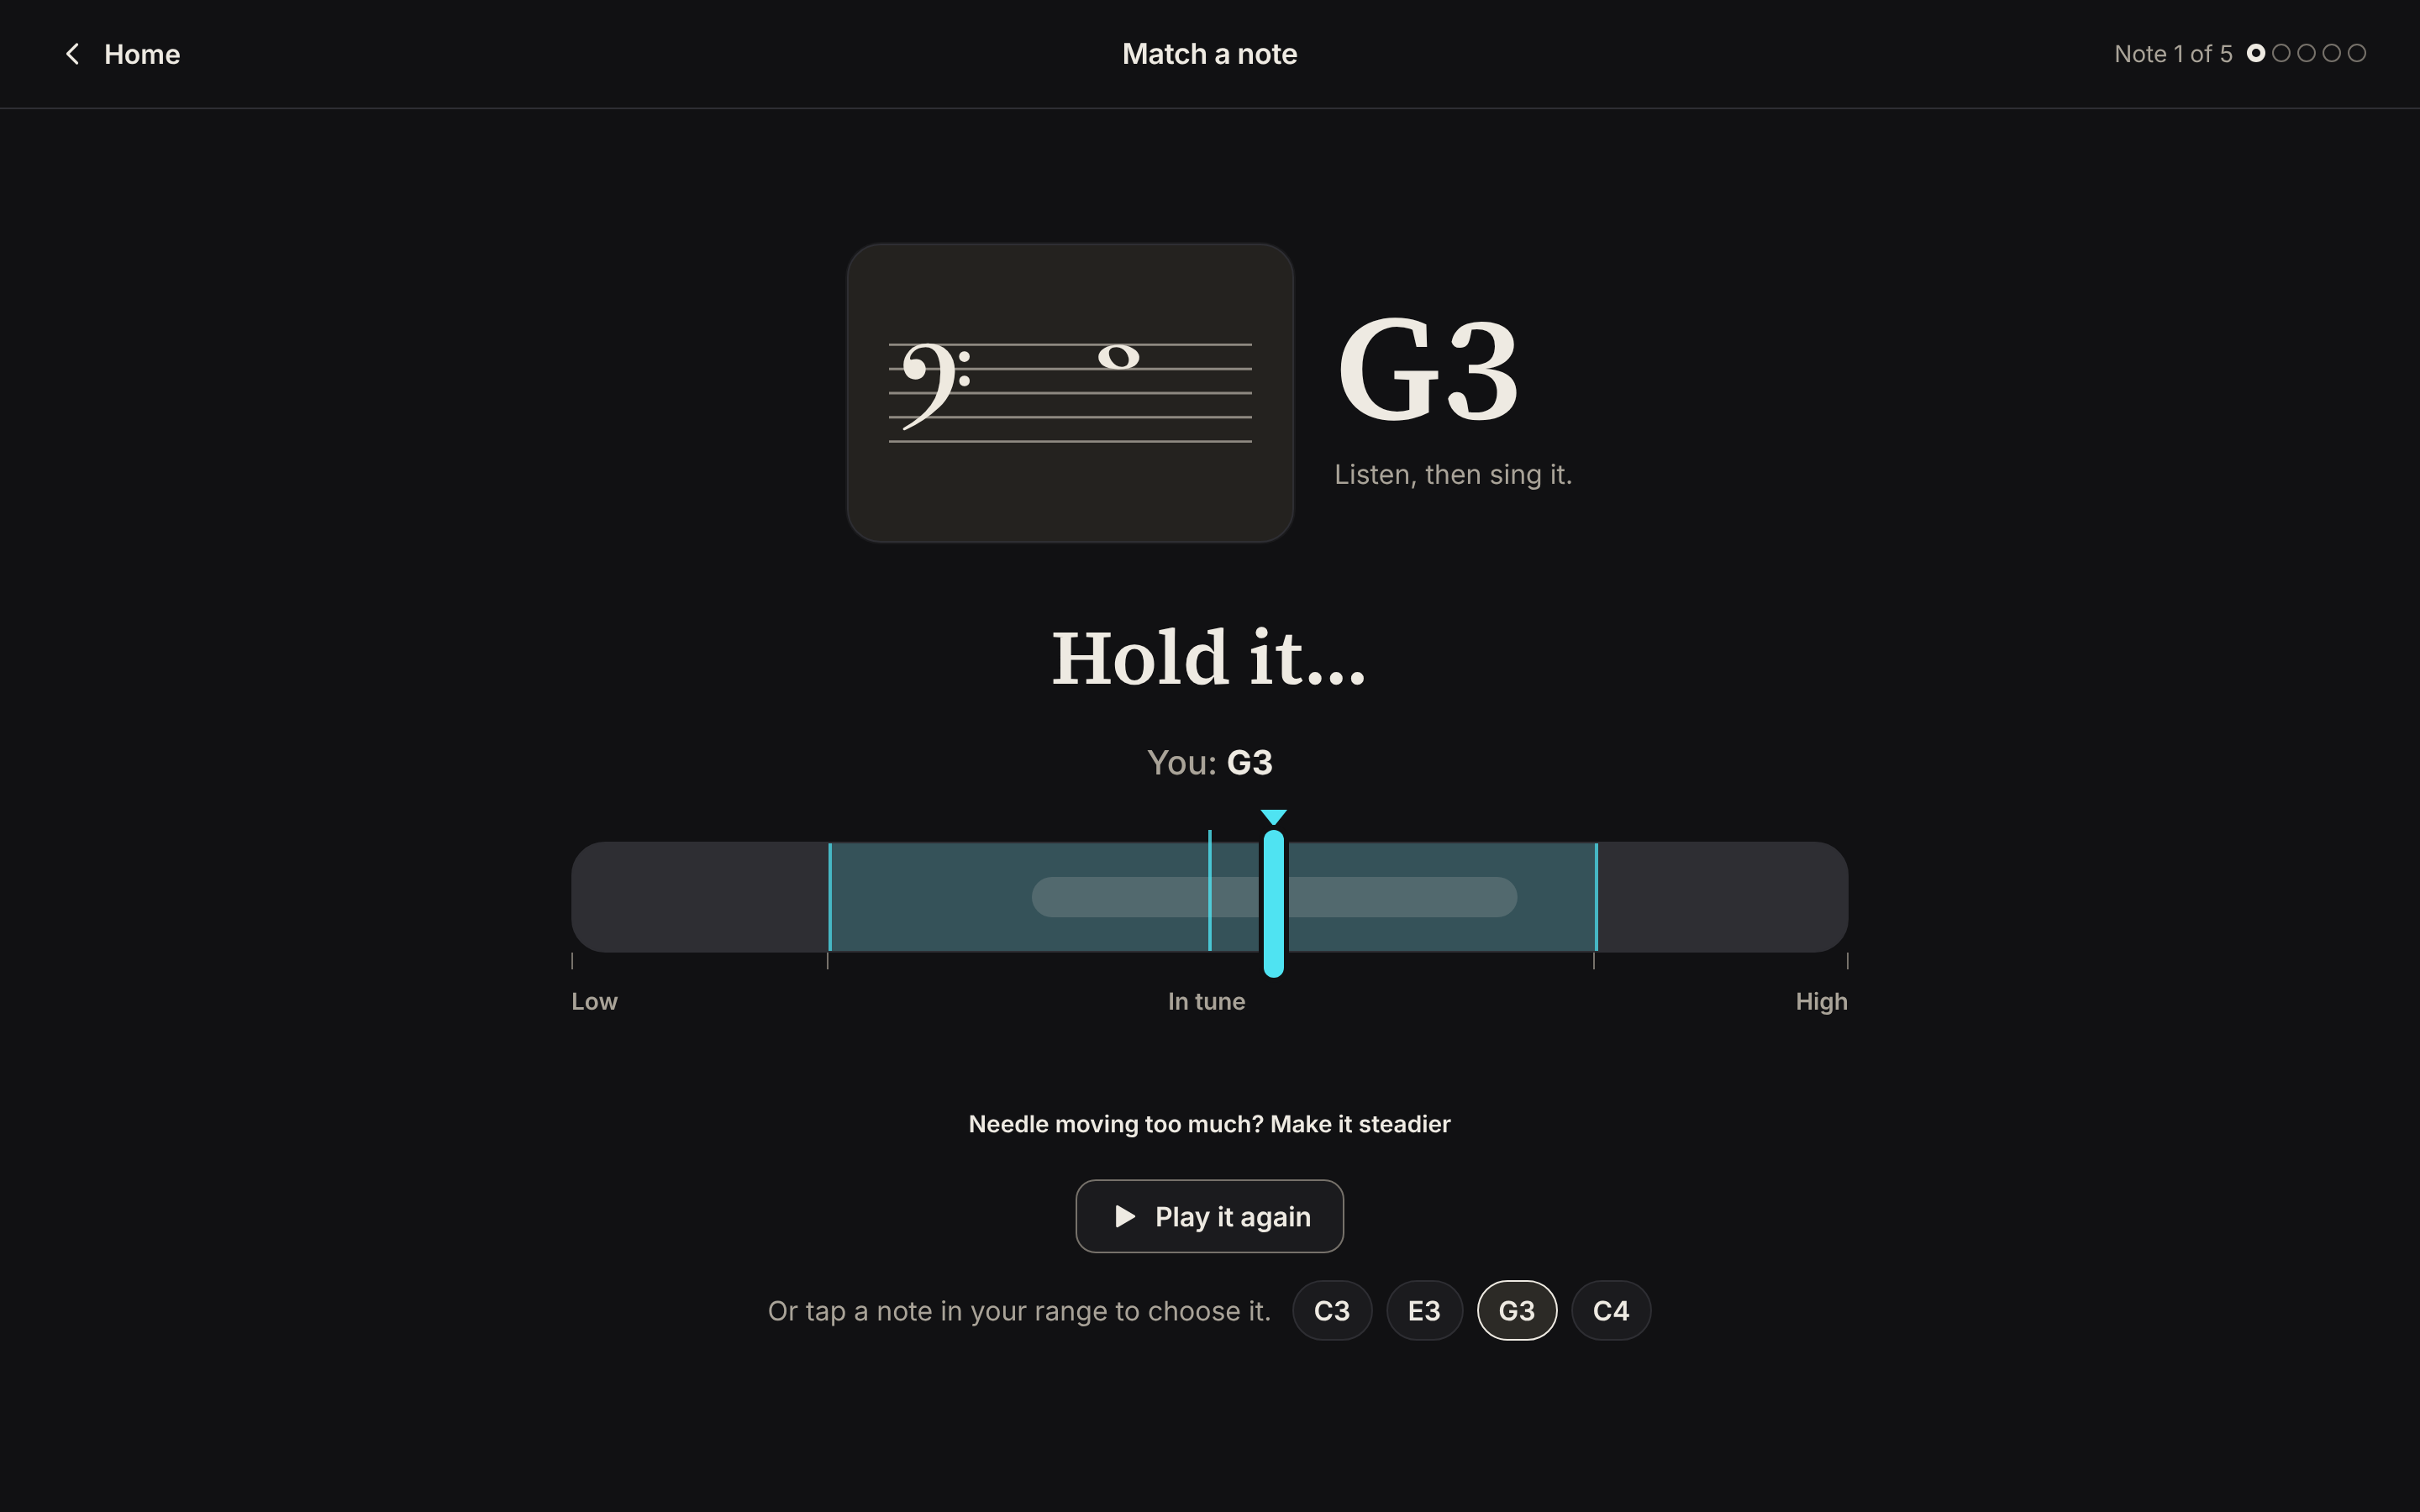 Home
Match a note
Note 1 of 5
G3
Listen, then sing it.
Hold it...
You: G3
Low
In tune
High
Needle moving too much? Make it steadier
Play it again
Or tap a note in your range to choose it.
C3
E3
G3
C4